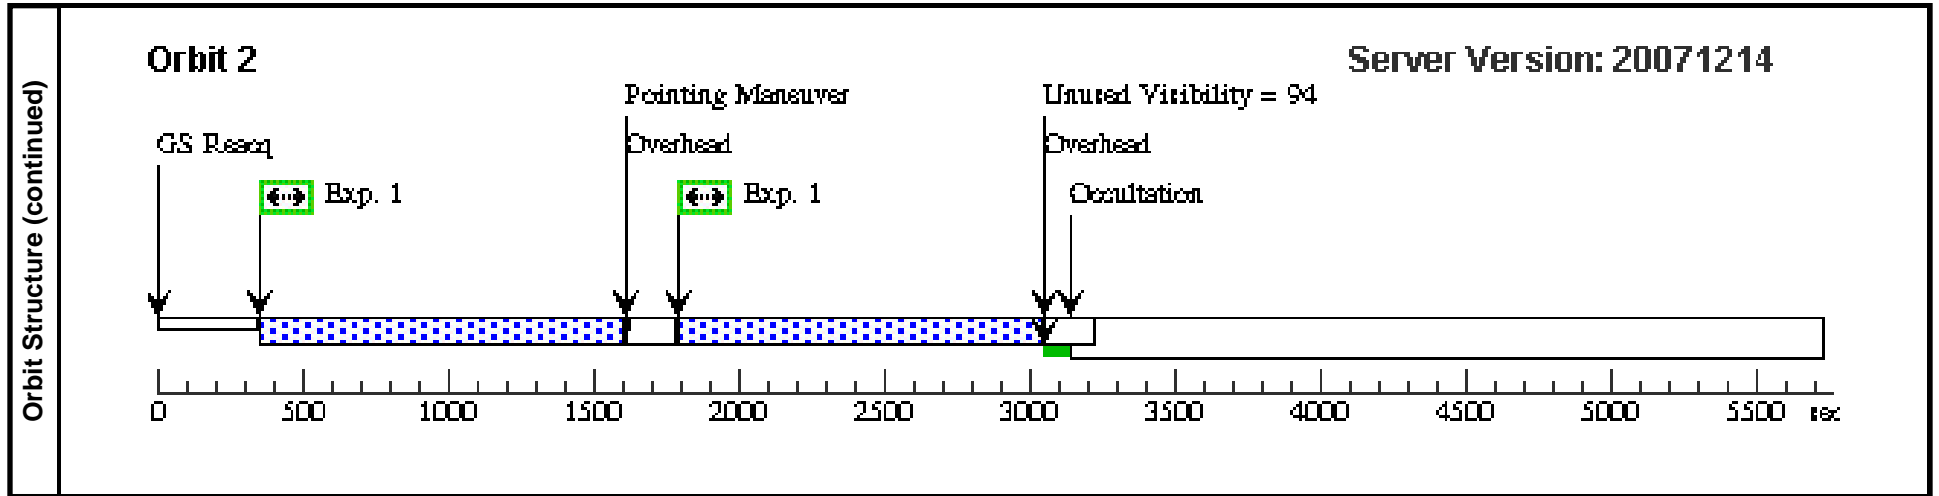 Orbit Structure (continued)
Orbit 2
Server Version: 20071214
Pointing Maneuver
Unused Visibility = 94
GS Reacq
Overhead
Overhead
Exp. 1
Exp. 1
Occultation
0 500 1000 1500 2000 2500 3000 3500 4000 4500 5000 5500 sec